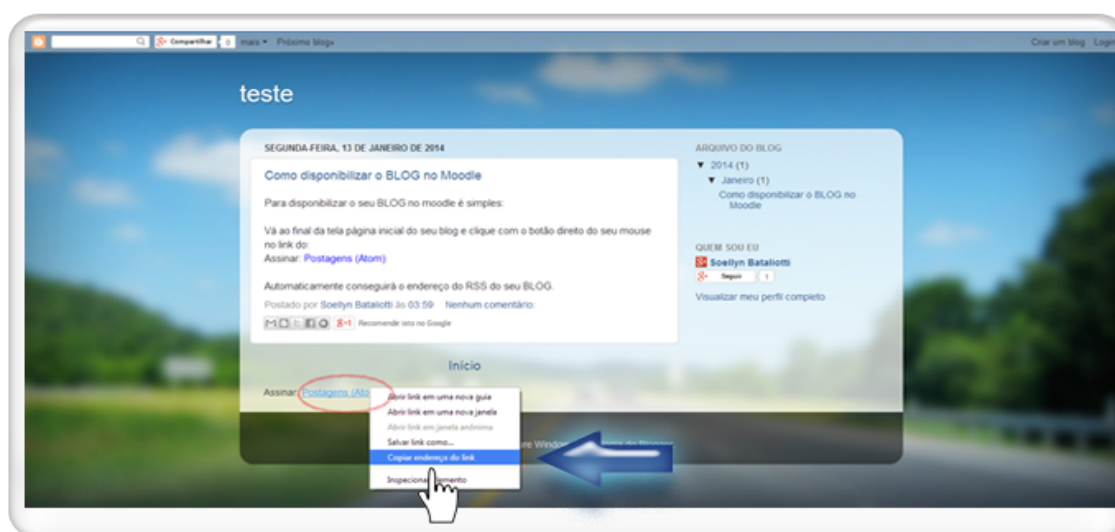 Compartilhar 0 mais Próximo blog»
Criar um blog Login
teste
SEGUNDA-FEIRA, 13 DE JANEIRO DE 2014
Como disponibilizar o BLOG no Moodle
Para disponibilizar o seu BLOG no moodle é simples:
Vá ao final da tela página inicial do seu blog e clique com o botão direito do seu mouse
no link do:
Assinar: Postagens (Atom)
Automaticamente conseguirá o endereço do RSS do seu BLOG.
Postado por Soellyn Bataliotti às 03:59 Nenhum comentário:
Recomende isto no Google
Início
Assinar: Postagens (Ato
Abrir link em uma nova guia
Abrir link em uma nova janela
Abrir link em janela anônima
Salvar link como...
Copiar endereço do link
Inspecionar elemento
ARQUIVO DO BLOG
▼ 2014 (1)
▼ Janeiro (1)
Como disponibilizar o BLOG no
Moodle
QUEM SOU EU
Soellyn Bataliotti
Seguir 1
Visualizar meu perfil completo